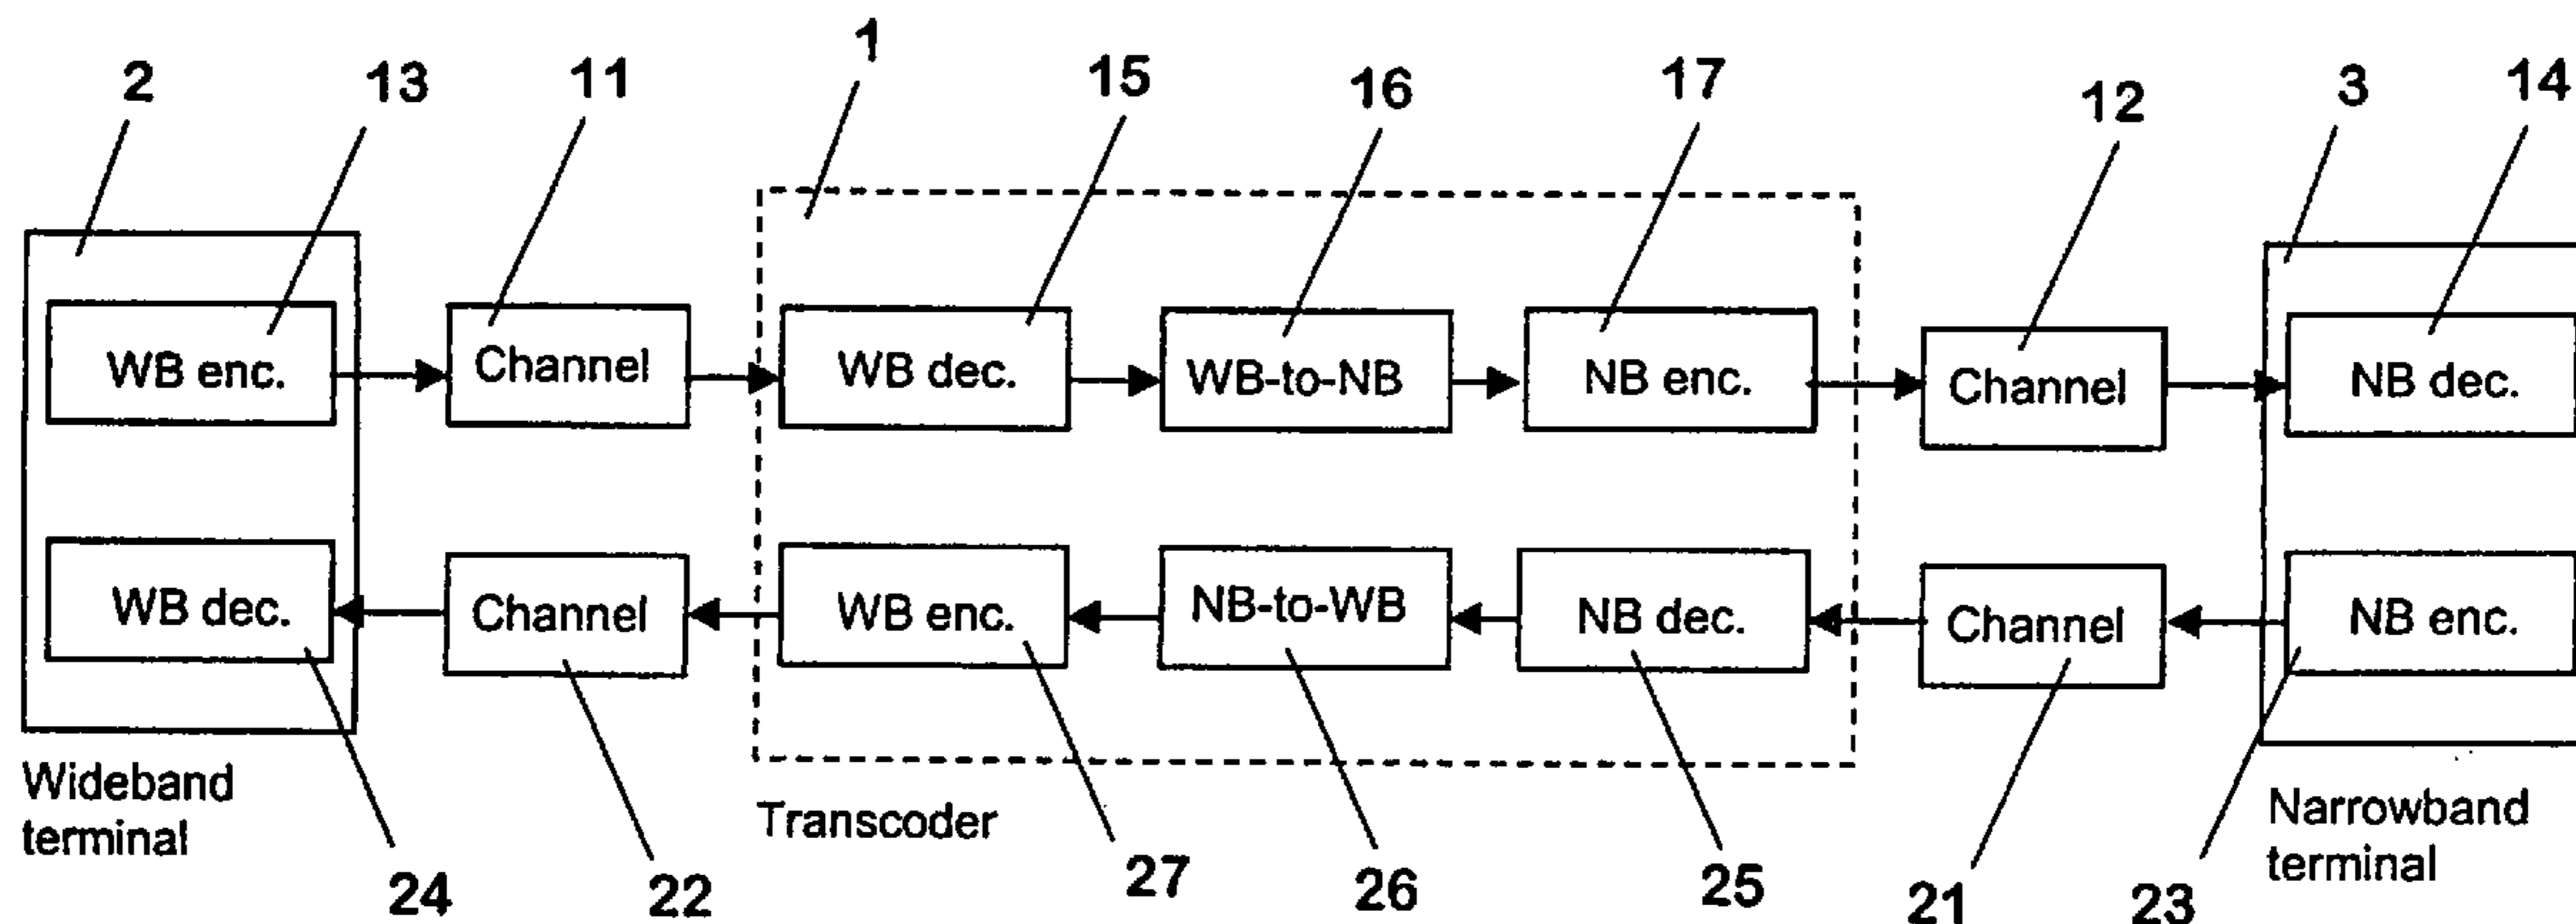 1
2 13 11 15 16 17 12 3 14
WB enc. Channel WB dec. WB-to-NB NB enc. Channel NB dec.
WB dec. Channel WB enc. NB-to-WB NB dec. Channel NB enc.
Wideband
terminal
Transcoder
Narrowband
terminal
24 22 27 26 25 21 23